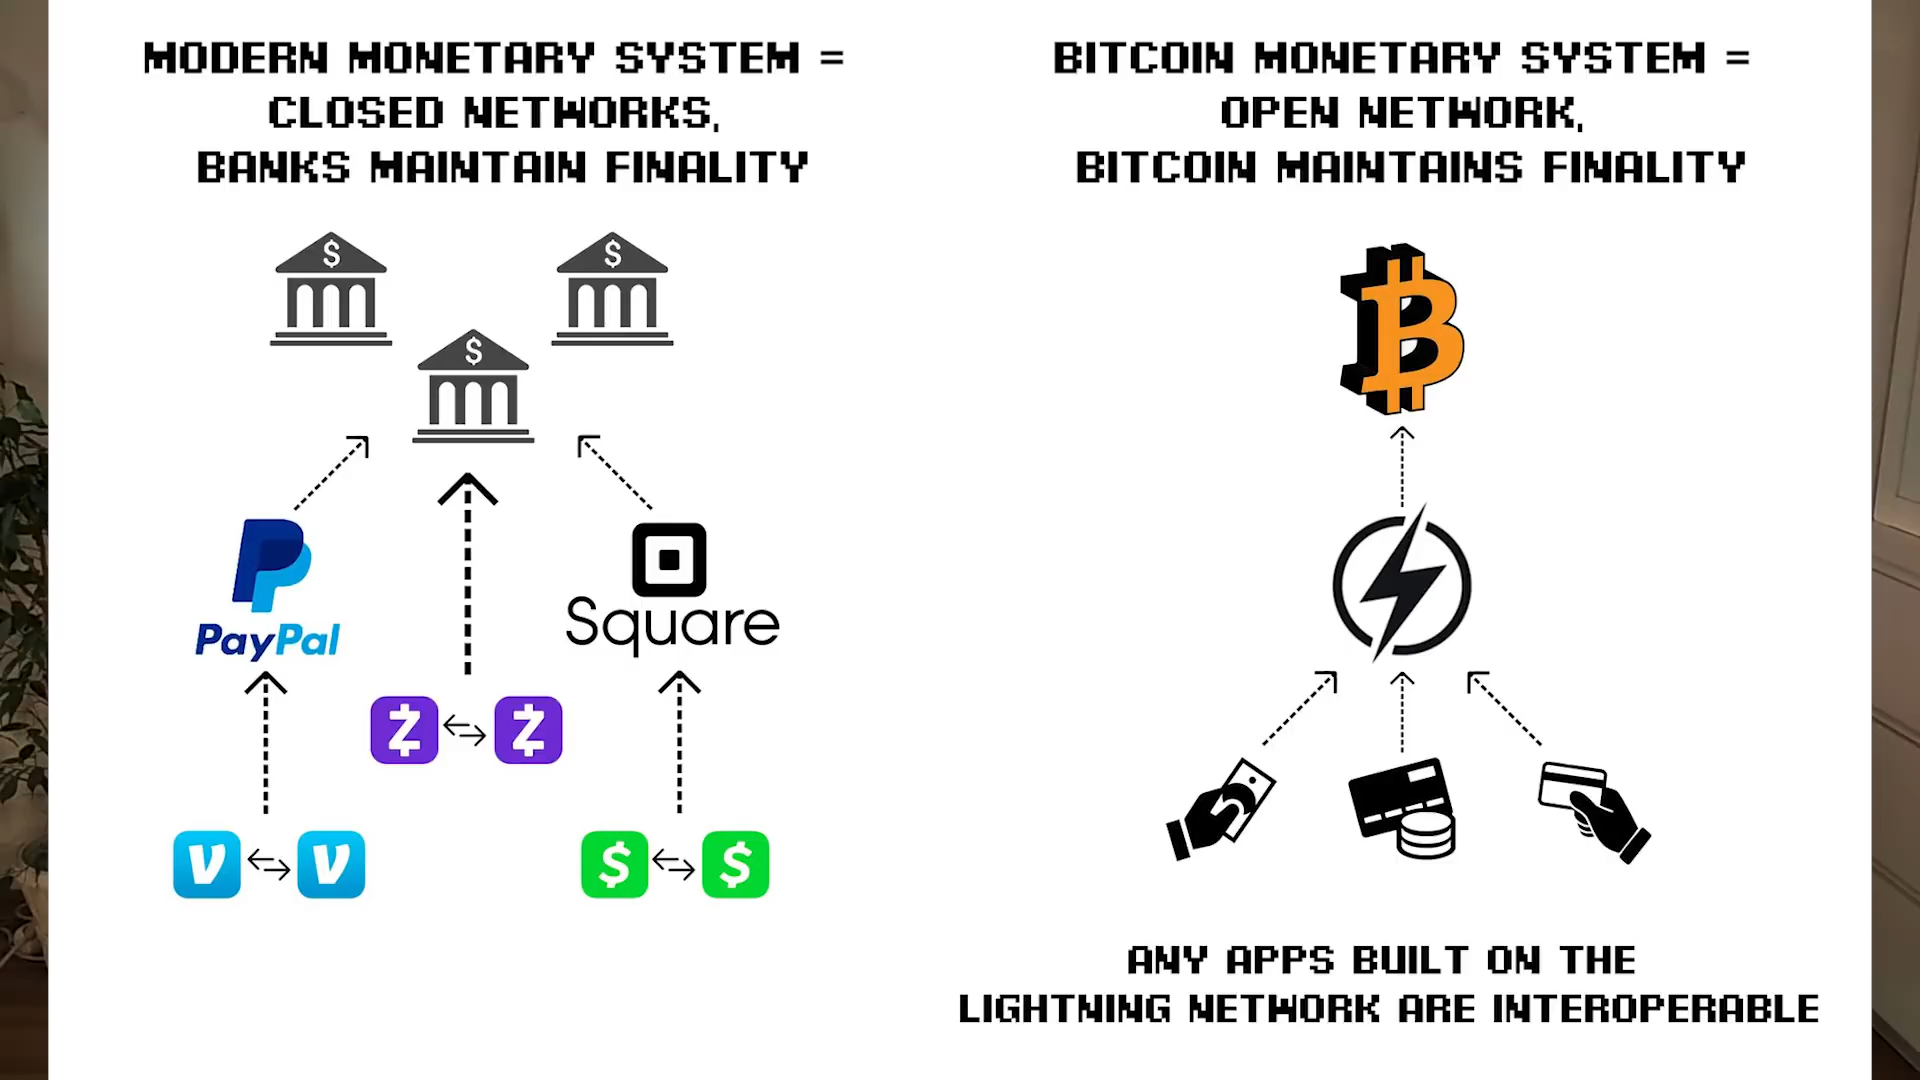 MODERN MONETARY SYSTEM =
CLOSED NETWORKS,
BANKS MAINTAIN FINALITY
$
$
$
PayPal
Square
Z
Z
V
V
$
$
BITCOIN MONETARY SYSTEM =
OPEN NETWORK,
BITCOIN MAINTAINS FINALITY
B
ANY APPS BUILT ON THE
LIGHTNING NETWORK ARE INTEROPERABLE